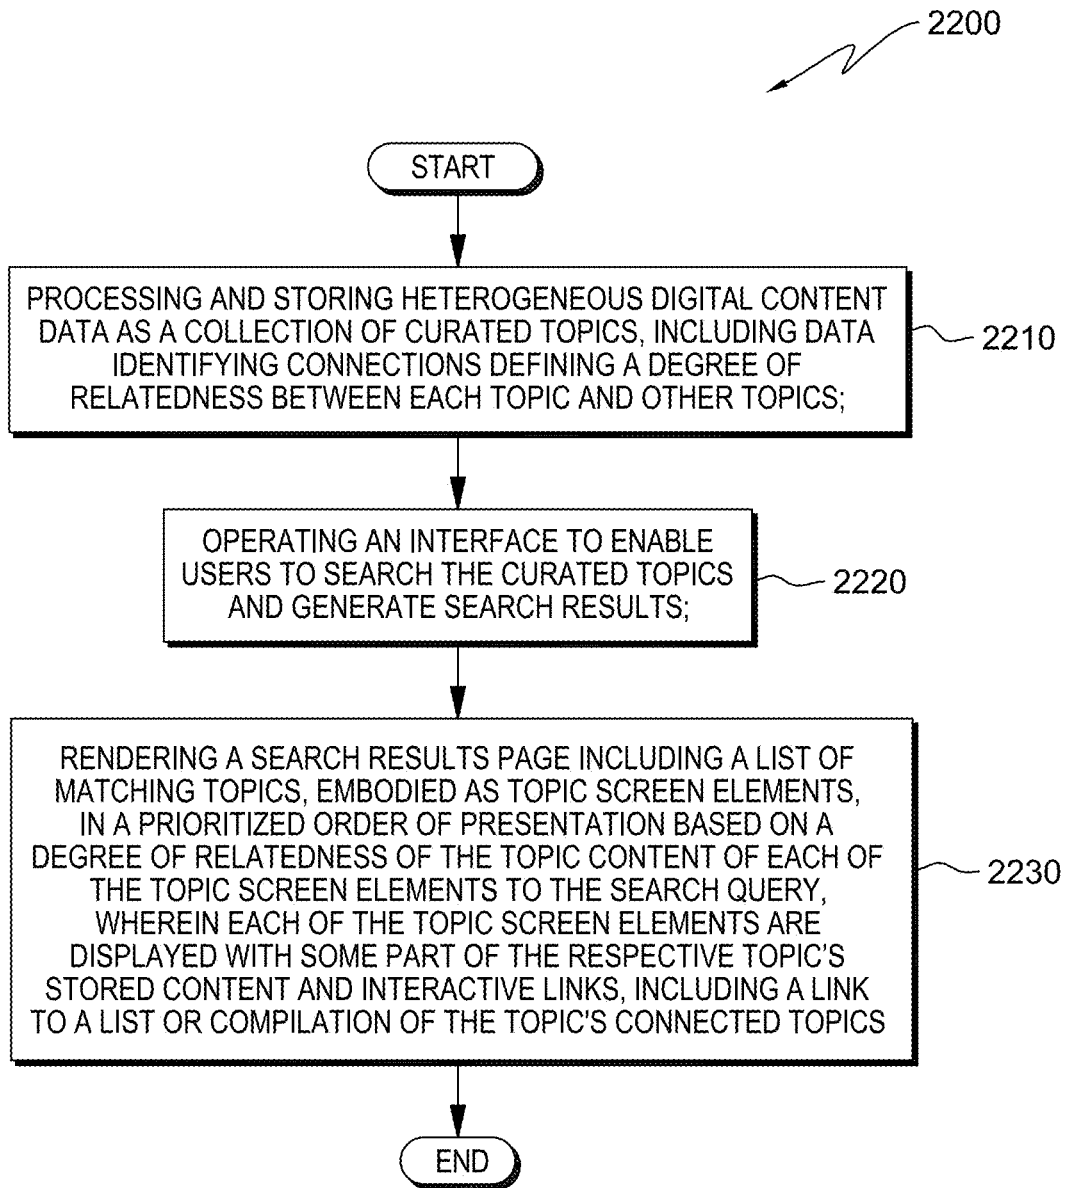 2200
START
PROCESSING AND STORING HETEROGENEOUS DIGITAL CONTENT
DATA AS A COLLECTION OF CURATED TOPICS, INCLUDING DATA
IDENTIFYING CONNECTIONS DEFINING A DEGREE OF
RELATEDNESS BETWEEN EACH TOPIC AND OTHER TOPICS;
2210
OPERATING AN INTERFACE TO ENABLE
USERS TO SEARCH THE CURATED TOPICS
AND GENERATE SEARCH RESULTS;
2220
RENDERING A SEARCH RESULTS PAGE INCLUDING A LIST OF
MATCHING TOPICS, EMBODIED AS TOPIC SCREEN ELEMENTS,
IN A PRIORITIZED ORDER OF PRESENTATION BASED ON A
DEGREE OF RELATEDNESS OF THE TOPIC CONTENT OF EACH OF
THE TOPIC SCREEN ELEMENTS TO THE SEARCH QUERY,
WHEREIN EACH OF THE TOPIC SCREEN ELEMENTS ARE
DISPLAYED WITH SOME PART OF THE RESPECTIVE TOPIC'S
STORED CONTENT AND INTERACTIVE LINKS, INCLUDING A LINK
TO A LIST OR COMPILATION OF THE TOPIC'S CONNECTED TOPICS
2230
END